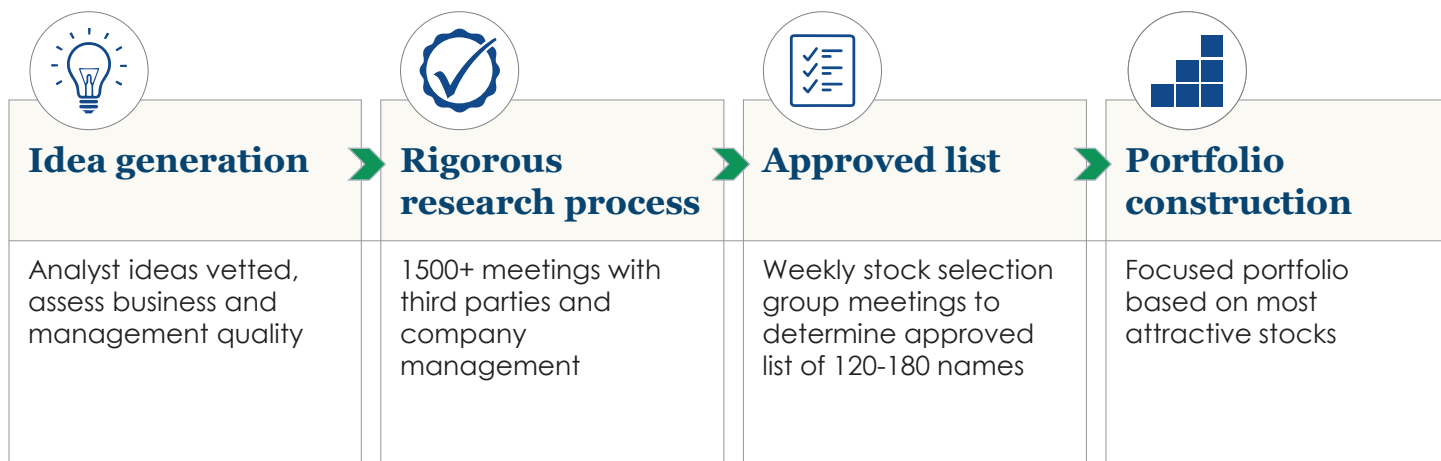 Idea generation
Analyst ideas vetted,
assess business and
management quality
Rigorous
research process
1500+ meetings with
third parties and
company
management
Approved list
Weekly stock selection
group meetings to
determine approved
list of 120-180 names
Portfolio
construction
Focused portfolio
based on most
attractive stocks